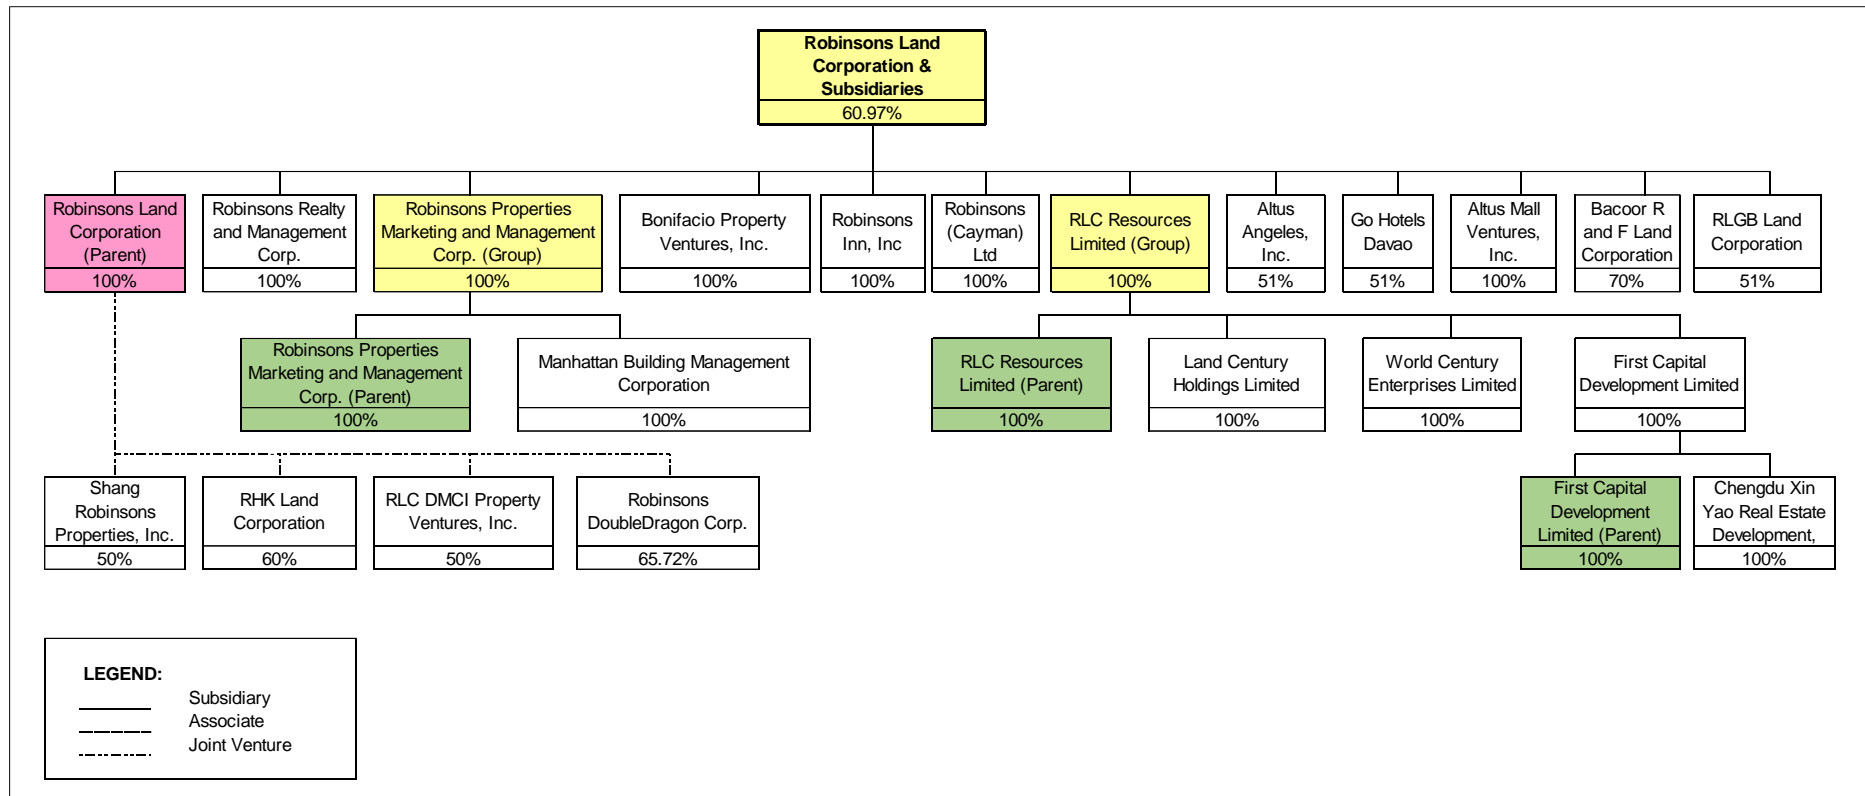 Robinsons Land
Corporation &
Subsidiaries
60.97%
Robinsons Land
Corporation
(Parent)
100%
Robinsons Realty
and Management
Corp.
100%
Robinsons Properties
Marketing and Management
Corp. (Group)
100%
Bonifacio Property
Ventures, Inc.
100%
Robinsons
Inn, Inc
100%
Robinsons
(Cayman)
Ltd
100%
RLC Resources
Limited (Group)
100%
Altus
Angeles,
Inc.
51%
Go Hotels
Davao
51%
Altus Mall
Ventures,
Inc.
100%
Bacoor R
and F Land
Corporation
70%
RLGB Land
Corporation
51%
Robinsons Properties
Marketing and Management
Corp. (Parent)
100%
Manhattan Building Management
Corporation
100%
RLC Resources
Limited (Parent)
100%
Land Century
Holdings Limited
100%
World Century
Enterprises Limited
100%
First Capital
Development Limited
100%
Shang
Robinsons
Properties, Inc.
50%
RHK Land
Corporation
60%
RLC DMCI Property
Ventures, Inc.
50%
Robinsons
DoubleDragon Corp.
65.72%
First Capital
Development
Limited (Parent)
100%
Chengdu Xin
Yao Real Estate
Development,
100%
LEGEND:
Subsidiary
Associate
Joint Venture